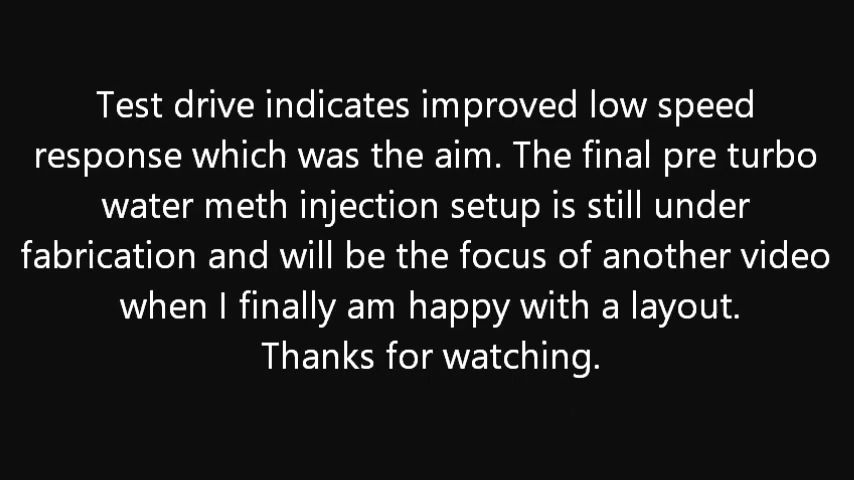 Test drive indicates improved low speed
response which was the aim. The final pre turbo
water meth injection setup is still under
fabrication and will be the focus of another video
when I finally am happy with a layout.
Thanks for watching.